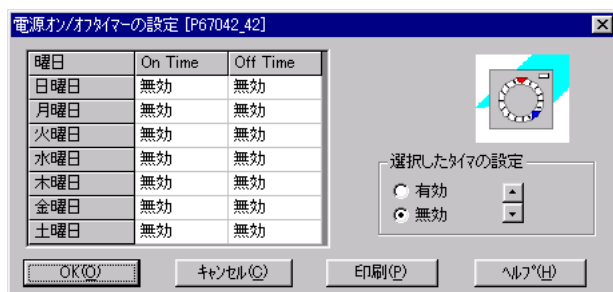 電源オン/オフタイマーの設定 [P67042_42]
曜日 On Time Off Time
日曜日 無効 無効
月曜日 無効 無効
火曜日 無効 無効
水曜日 無効 無効
木曜日 無効 無効
金曜日 無効 無効
土曜日 無効 無効
選択したタイマの設定
有効
無効
OK(O) キャンセル(C) 印刷(P) ヘルプ(H)